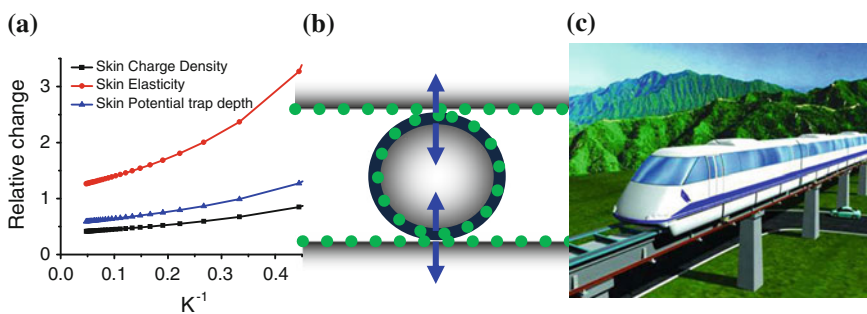 (a)
(b)
(c)
Skin Charge Density
Skin Elasticity
Skin Potential trap depth
Relative change
3
2
1
0
0.0 0.1 0.2 0.3 0.4
K⁻¹